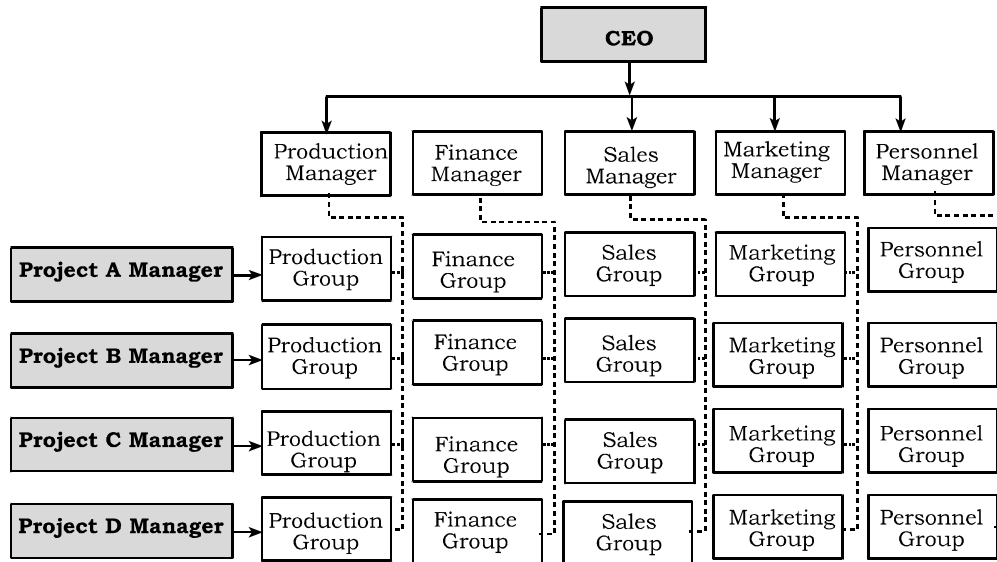 CEO
Production
Manager
Finance
Manager
Sales
Manager
Marketing
Manager
Personnel
Manager
Project A Manager
Production
Group
Finance
Group
Sales
Group
Marketing
Group
Personnel
Group
Project B Manager
Production
Group
Finance
Group
Sales
Group
Marketing
Group
Personnel
Group
Project C Manager
Production
Group
Finance
Group
Sales
Group
Marketing
Group
Personnel
Group
Project D Manager
Production
Group
Finance
Group
Sales
Group
Marketing
Group
Personnel
Group